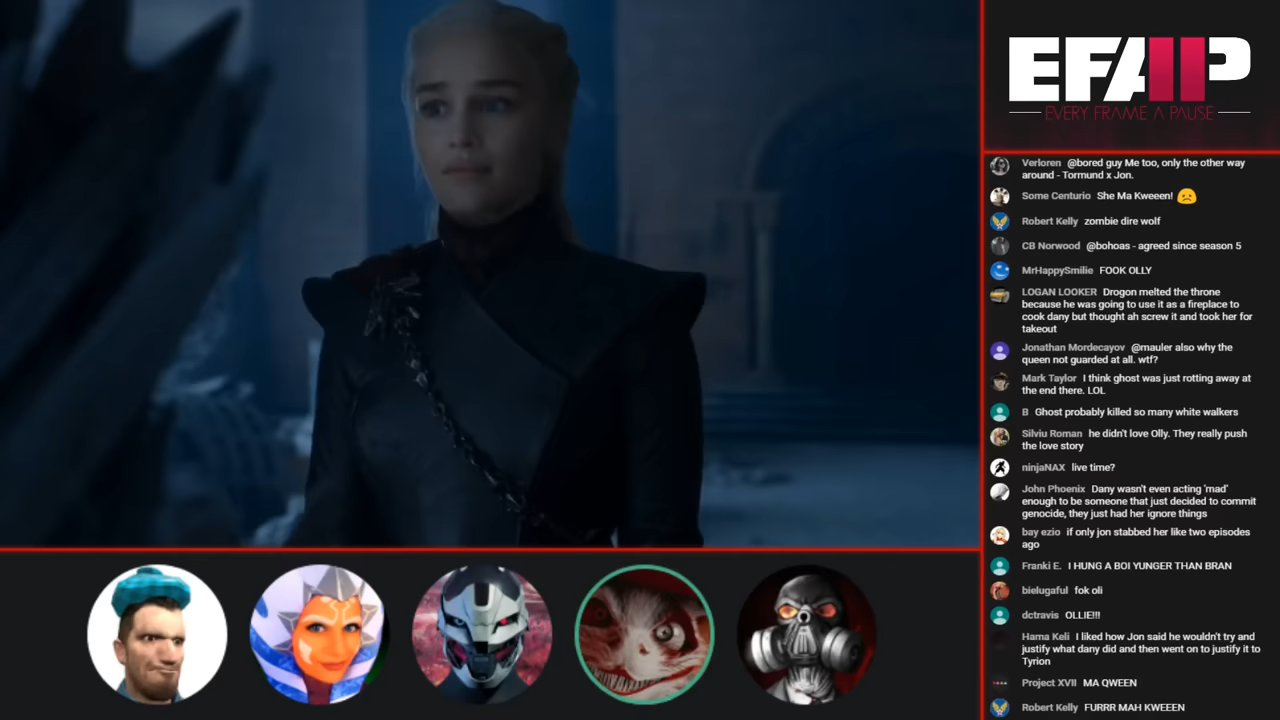 EFAP
EVERY FRAME A PAUSE
Verloren @bored guy Me too, only the other way
around - Tormund x Jon.
Some Centurio She Ma Kweeen! ☹️
Robert Kelly zombie dire wolf
CB Norwood @bohoas - agreed since season 5
MrHappySmilie FOOK OLLY
LOGAN LOOKER Drogon melted the throne
because he was going to use it as a fireplace to
cook dany but thought ah screw it and took her for
takeout
Jonathan Mordecayov @mauler also why the
queen not guarded at all. wtf?
Mark Taylor I think ghost was just rotting away at
the end there. LOL
B Ghost probably killed so many white walkers
Silviu Roman he didn't love Olly. They really push
the love story
ninjaNAX live time?
John Phoenix Dany wasn't even acting 'mad'
enough to be someone that just decided to commit
genocide, they just had her ignore things
bay ezio if only jon stabbed her like two episodes
ago
Franki E. I HUNG A BOI YUNGER THAN BRAN
bielugaful fok oli
dctravis OLLIE!!!
Hama Keli I liked how Jon said he wouldn't try and
justify what dany did and then went on to justify it to
Tyrion
Project XVII MA QWEEN
Robert Kelly FURRR MAH KWEEEN